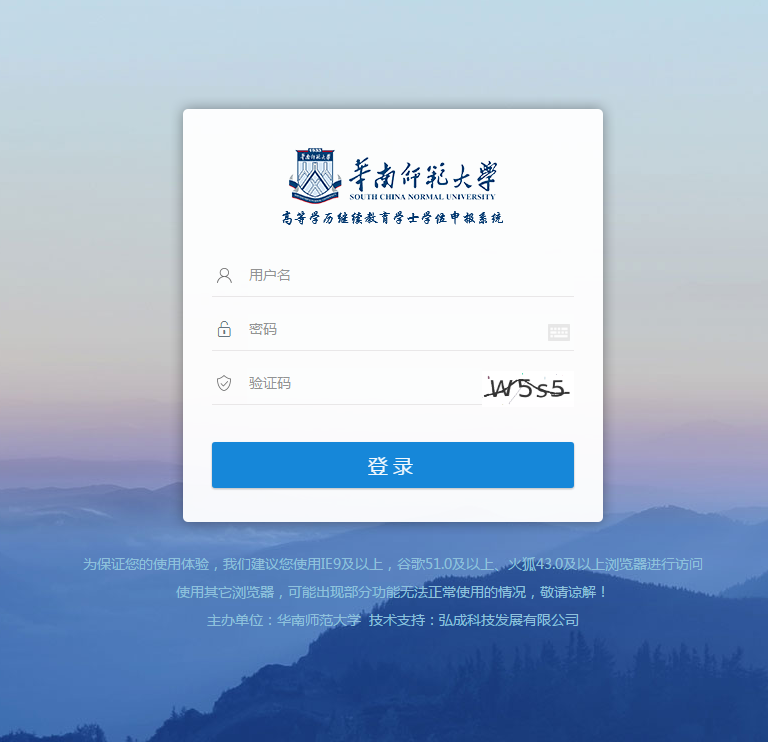 华南师范大学
SOUTH CHINA NORMAL UNIVERSITY
高等学历继续教育学士学位申报系统
用户名
密码
验证码
W5s5
登录
为保证您的使用体验，我们建议您使用IE9及以上，谷歌51.0及以上、火狐43.0及以上浏览器进行访问
使用其它浏览器，可能出现部分功能无法正常使用的情况，敬请谅解！
主办单位：华南师范大学 技术支持：弘成科技发展有限公司